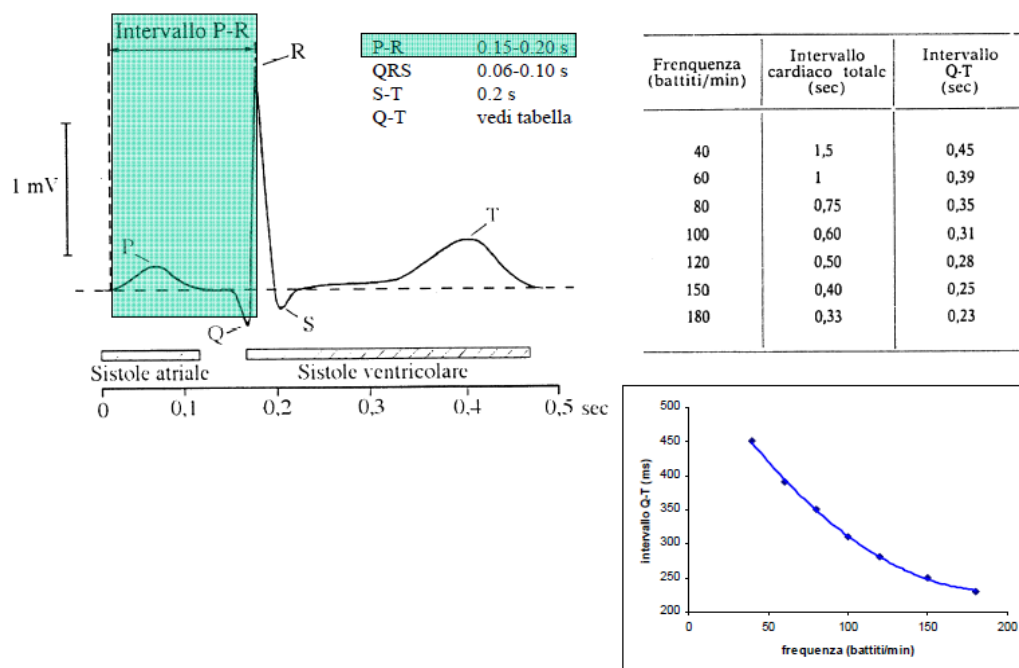 Intervallo P-R
R
1 mV
P
T
Q
S
Sistole atriale
Sistole ventricolare
0 0,1 0,2 0,3 0,4 0,5 sec
P-R 0.15-0.20 s
QRS 0.06-0.10 s
S-T 0.2 s
Q-T vedi tabella
Frenquenza (battiti/min) Intervallo cardiaco totale (sec) Intervallo Q-T (sec)
40 1,5 0,45
60 1 0,39
80 0,75 0,35
100 0,60 0,31
120 0,50 0,28
150 0,40 0,25
180 0,33 0,23
intervallo Q-T (ms)
500
450
400
350
300
250
200
0 50 100 150 200
frequenza (battiti/min)